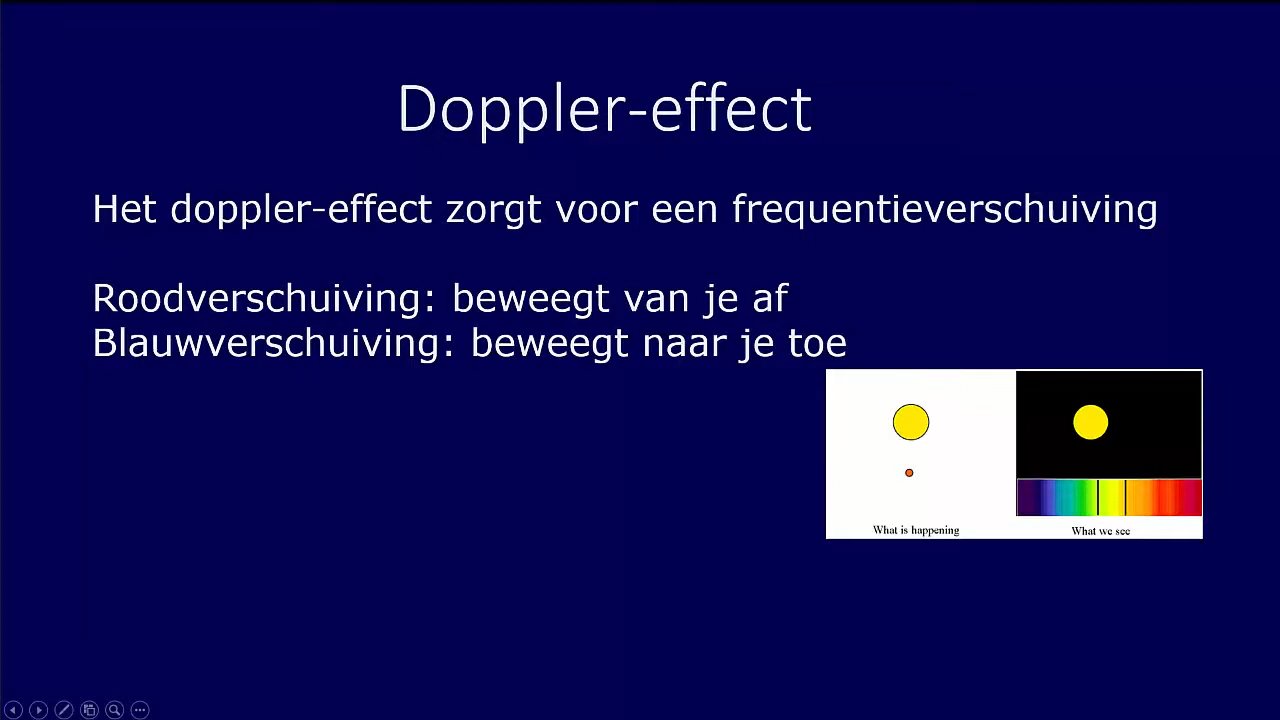 Doppler-effect
Het doppler-effect zorgt voor een frequentieverschuiving
Roodverschuiving: beweegt van je af
Blauwverschuiving: beweegt naar je toe
What is happening
What we see